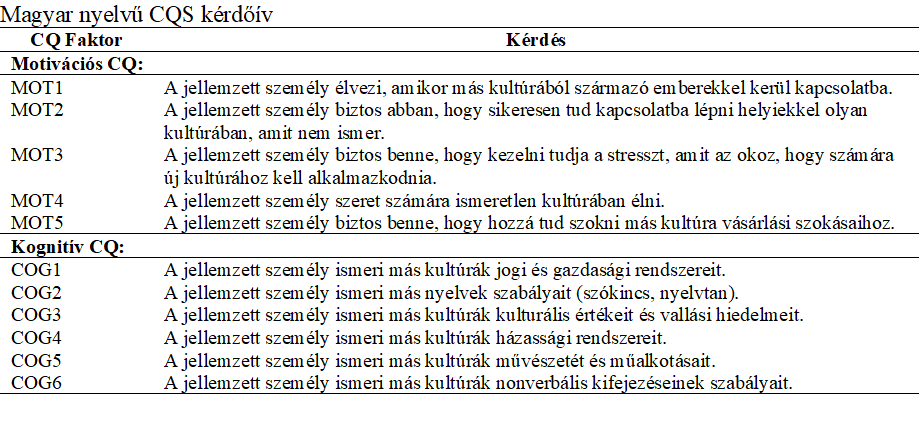 Magyar nyelvű CQS kérdőív
CQ Faktor Kérdés
Motivációs CQ:
MOT1 A jellemzett személy élvezi, amikor más kultúrából származó emberekkel kerül kapcsolatba.
MOT2 A jellemzett személy biztos abban, hogy sikeresen tud kapcsolatba lépni helyiekkel olyan
kultúrában, amit nem ismer.
MOT3 A jellemzett személy biztos benne, hogy kezelni tudja a stresszt, amit az okoz, hogy számára
új kultúrához kell alkalmazkodnia.
MOT4 A jellemzett személy szeret számára ismeretlen kultúrában élni.
MOT5 A jellemzett személy biztos benne, hogy hozzá tud szokni más kultúra vásárlási szokásaihoz.
Kognitív CQ:
COG1 A jellemzett személy ismeri más kultúrák jogi és gazdasági rendszereit.
COG2 A jellemzett személy ismeri más nyelvek szabályait (szókincs, nyelvtan).
COG3 A jellemzett személy ismeri más kultúrák kulturális értékeit és vallási hiedelmeit.
COG4 A jellemzett személy ismeri más kultúrák házassági rendszereit.
COG5 A jellemzett személy ismeri más kultúrák művészetét és műalkotásait.
COG6 A jellemzett személy ismeri más kultúrák nonverbális kifejezéseinek szabályait.